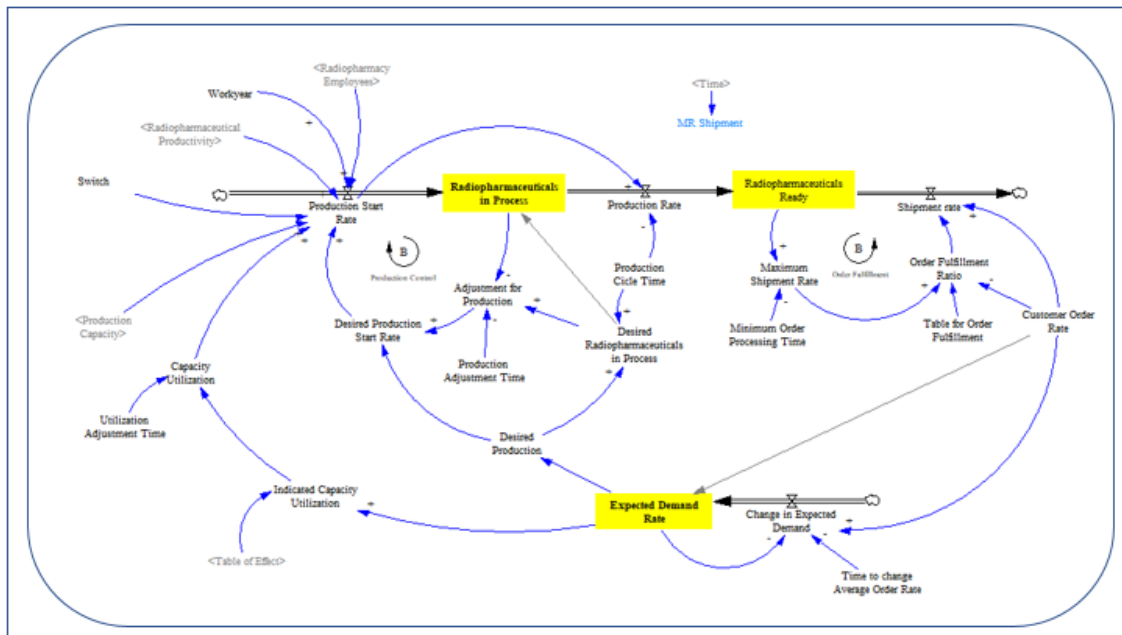 <Radiopharmacy
Employees>
Workyear
<Time>
MR Shipment
<Radiopharmaceutical
Productivity>
Switch
Radiopharmaceuticals
in Process
Radiopharmaceuticals
Ready
Production Start
Rate
Production Rate
Shipment rate
B
Production Control
B
Order Fulfillment
Production
Cicle Time
Maximum
Shipment Rate
Order Fulfillment
Ratio
Adjustment for
Production
<Production
Capacity>
Desired Production
Start Rate
Desired
Radiopharmaceuticals
in Process
Minimum Order
Processing Time
Table for Order
Fulfillment
Customer Order
Rate
Production
Adjustment Time
Capacity
Utilization
Utilization
Adjustment Time
Desired
Production
Indicated Capacity
Utilization
Expected Demand
Rate
Change in Expected
Demand
<Table of Effect>
Time to change
Average Order Rate